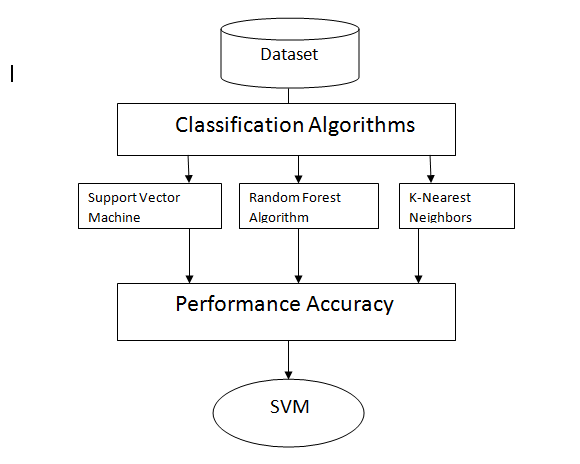 Dataset
Classification Algorithms
Support Vector
Machine
Random Forest
Algorithm
K-Nearest
Neighbors
Performance Accuracy
SVM